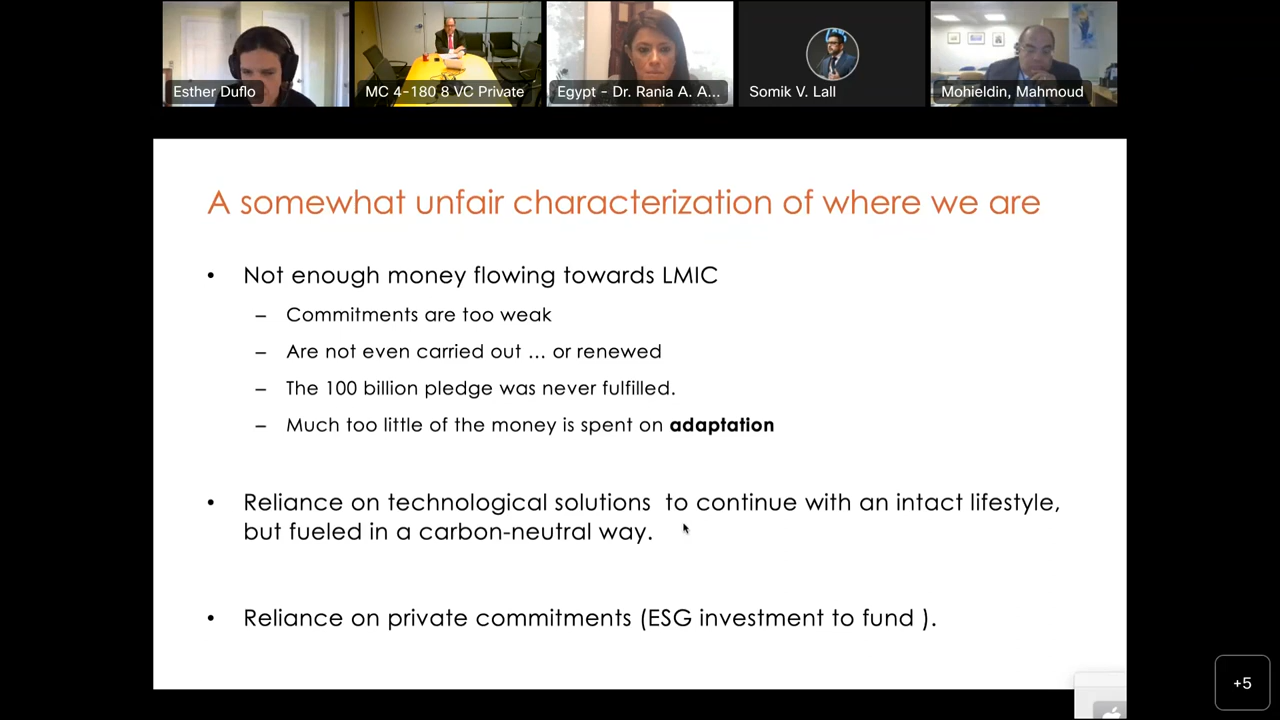 Esther Duflo
MC 4-180 8 VC Private
Egypt - Dr. Rania A. A...
Somik V. Lall
Mohieldin, Mahmoud
A somewhat unfair characterization of where we are
• Not enough money flowing towards LMIC
– Commitments are too weak
– Are not even carried out ... or renewed
– The 100 billion pledge was never fulfilled.
– Much too little of the money is spent on adaptation
• Reliance on technological solutions  to continue with an intact lifestyle,
but fueled in a carbon-neutral way.
• Reliance on private commitments (ESG investment to fund ).
+5